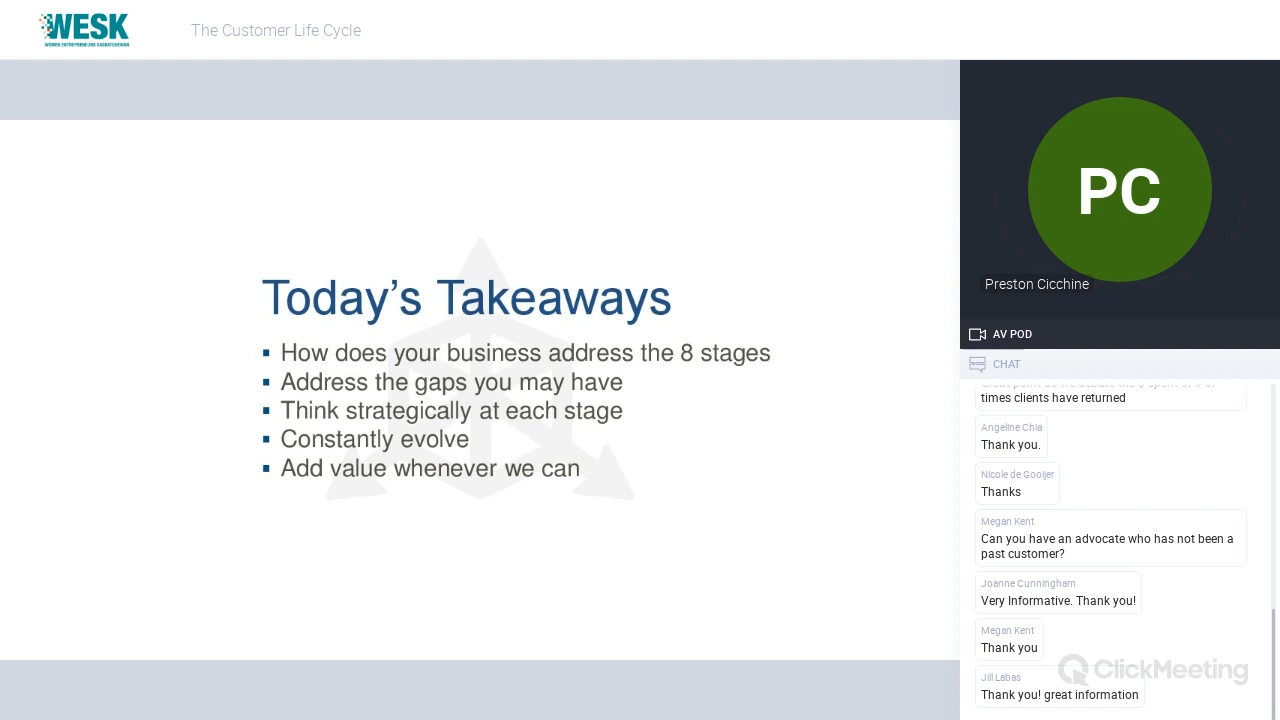 WESK
WOMEN ENTREPRENEURS SASKATCHEWAN
The Customer Life Cycle
Today's Takeaways
▪ How does your business address the 8 stages
▪ Address the gaps you may have
▪ Think strategically at each stage
▪ Constantly evolve
▪ Add value whenever we can
PC
Preston Cicchine
AV POD
CHAT
times clients have returned
Angeline Chia
Thank you.
Nicole de Gooijer
Thanks
Megan Kent
Can you have an advocate who has not been a
past customer?
Joanne Cunningham
Very Informative. Thank you!
Megan Kent
Thank you
Jill Labas
Thank you! great information
ClickMeeting